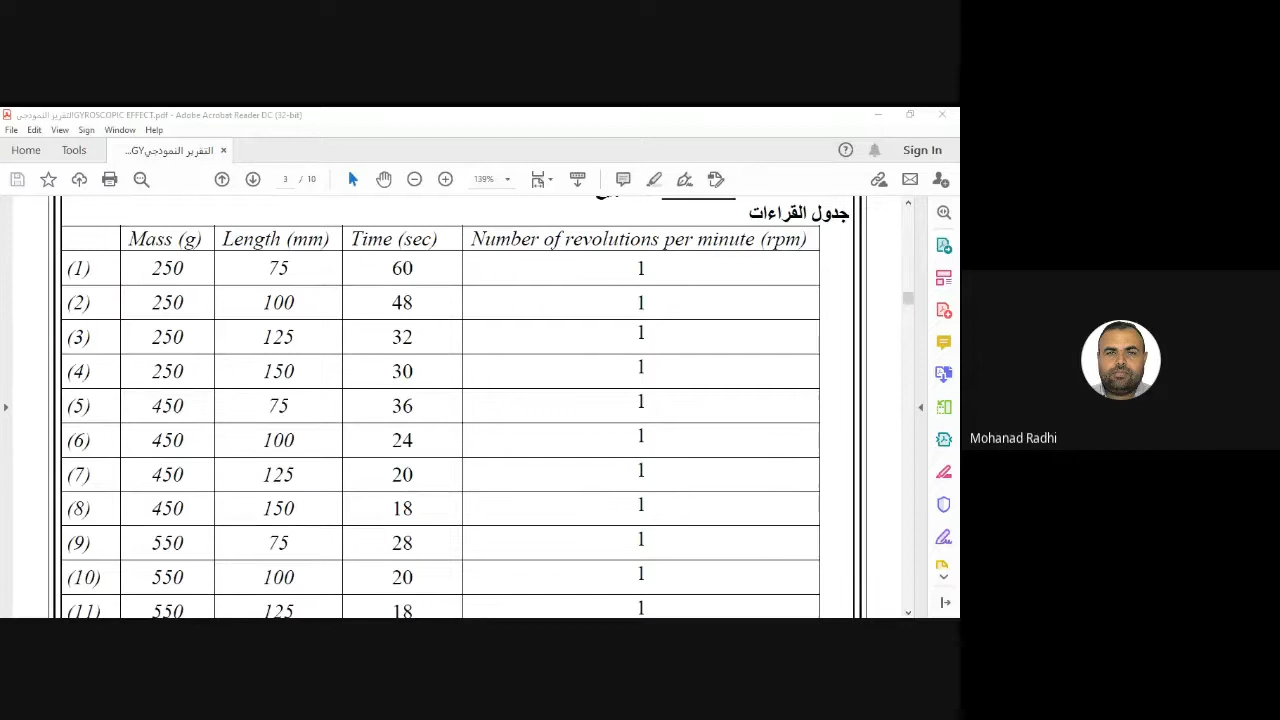 التقرير النموذجيGYROSCOPIC EFFECT.pdf - Adobe Acrobat Reader DC (32-bit)
File Edit View Sign Window Help
Home Tools ...التقرير النموذجيGY × Sign In
3 / 10 139%
جدول القراءات
Mass (g) Length (mm) Time (sec) Number of revolutions per minute (rpm)
(1) 250 75 60 1
(2) 250 100 48 1
(3) 250 125 32 1
(4) 250 150 30 1
(5) 450 75 36 1
(6) 450 100 24 1
(7) 450 125 20 1
(8) 450 150 18 1
(9) 550 75 28 1
(10) 550 100 20 1
(11) 550 125 18 1
Mohanad Radhi